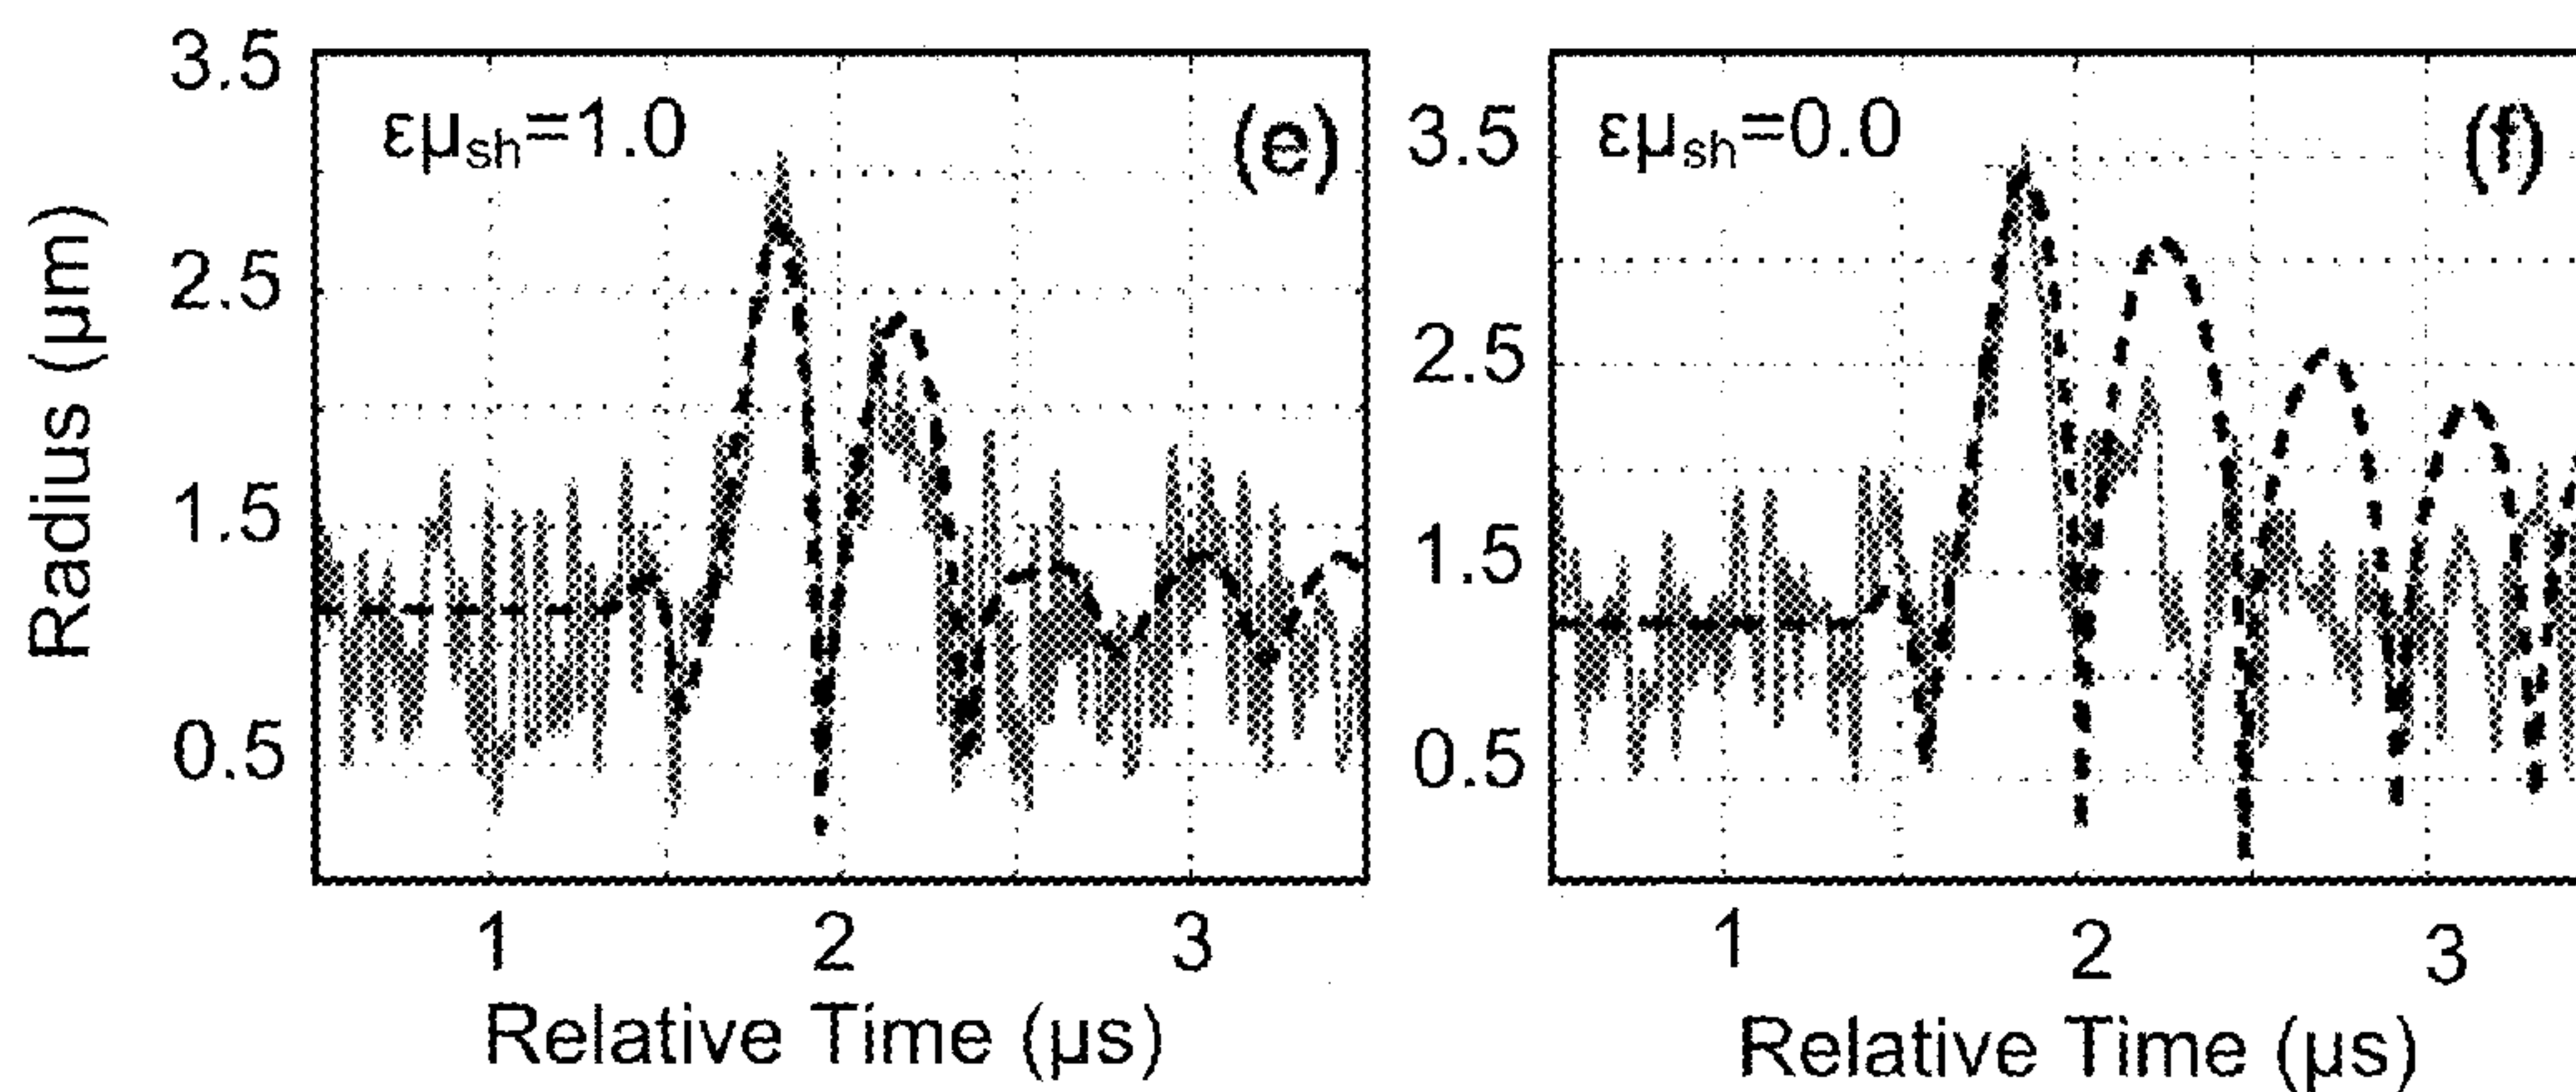 Radius (μm)
3.5
2.5
1.5
0.5
εμsh=1.0
(e)
1 2 3
Relative Time (μs)
3.5
2.5
1.5
0.5
εμsh=0.0
(f)
1 2 3
Relative Time (μs)